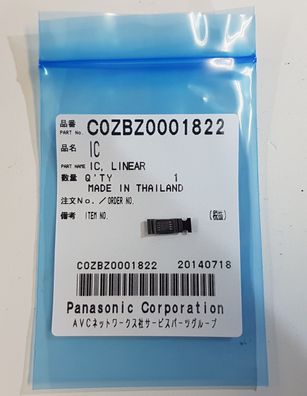 品番
PART No. C0ZBZ0001822
品名 IC
PART NAME IC, LINEAR
数量 Q'TY 1
MADE IN THAILAND
注文No./ORDER NO.
備考 ITEM NO.
C0ZBZ0001822 20140718
Panasonic Corporation
AVCネットワークス社サービスパーツグループ